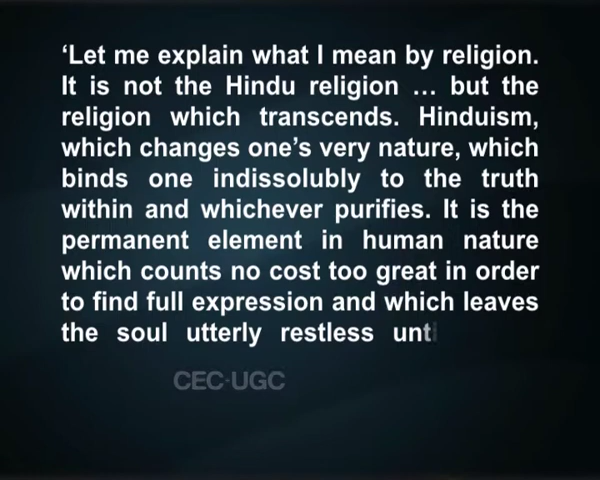 ‘Let me explain what I mean by religion.
It is not the Hindu religion ... but the
religion which transcends. Hinduism,
which changes one’s very nature, which
binds one indissolubly to the truth
within and whichever purifies. It is the
permanent element in human nature
which counts no cost too great in order
to find full expression and which leaves
the soul utterly restless unti
CEC·UGC